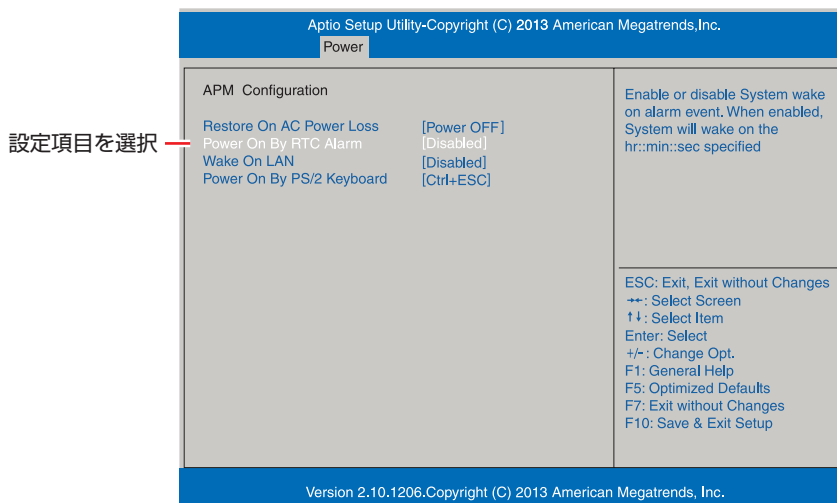 Aptio Setup Utility-Copyright (C) 2013 American Megatrends,Inc.
Power
APM Configuration
Restore On AC Power Loss [Power OFF]
設定項目を選択
Power On By RTC Alarm [Disabled]
Wake On LAN [Disabled]
Power On By PS/2 Keyboard [Ctrl+ESC]
Enable or disable System wake
on alarm event. When enabled,
System will wake on the
hr::min::sec specified
ESC: Exit, Exit without Changes
→←: Select Screen
↑↓: Select Item
Enter: Select
+/-: Change Opt.
F1: General Help
F5: Optimized Defaults
F7: Exit without Changes
F10: Save & Exit Setup
Version 2.10.1206.Copyright (C) 2013 American Megatrends, Inc.